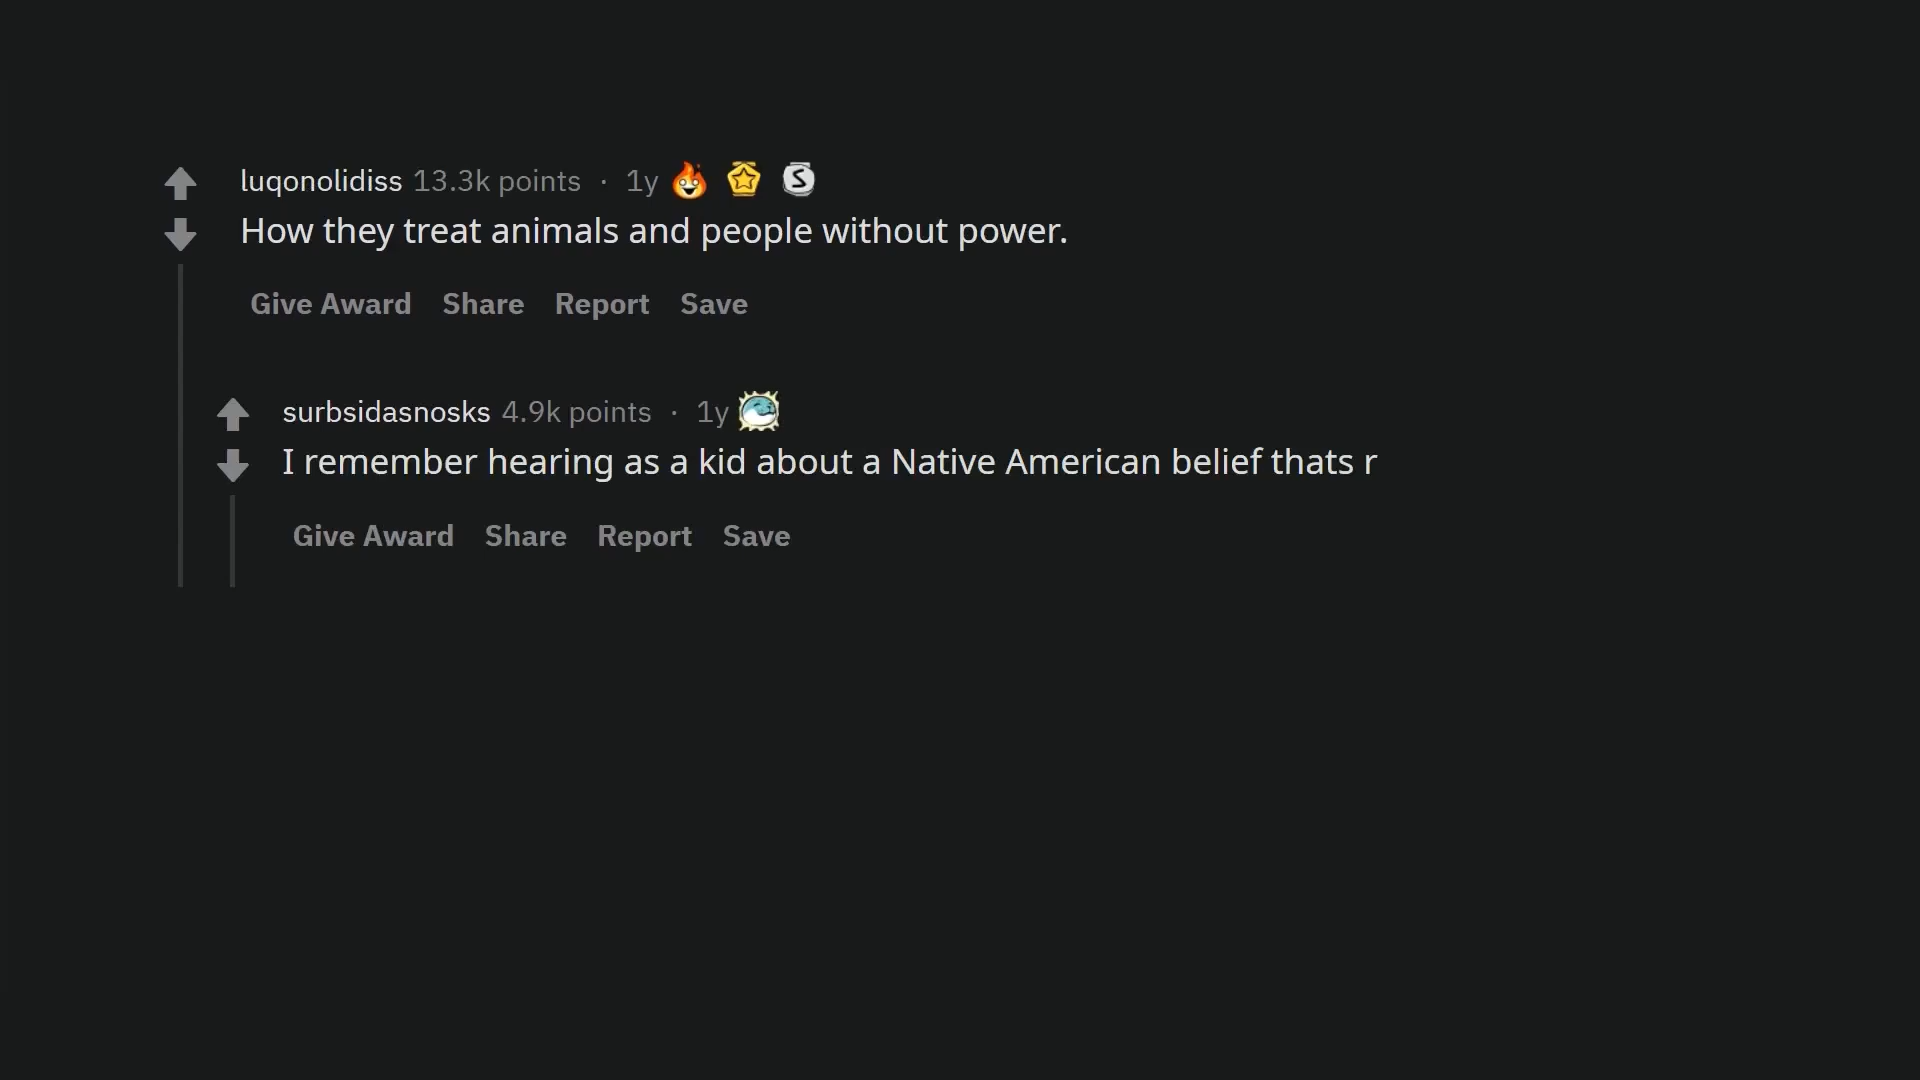 luqonolidiss 13.3k points · 1y
How they treat animals and people without power.
Give Award Share Report Save
surbsidasnosks 4.9k points · 1y
I remember hearing as a kid about a Native American belief thats r
Give Award Share Report Save